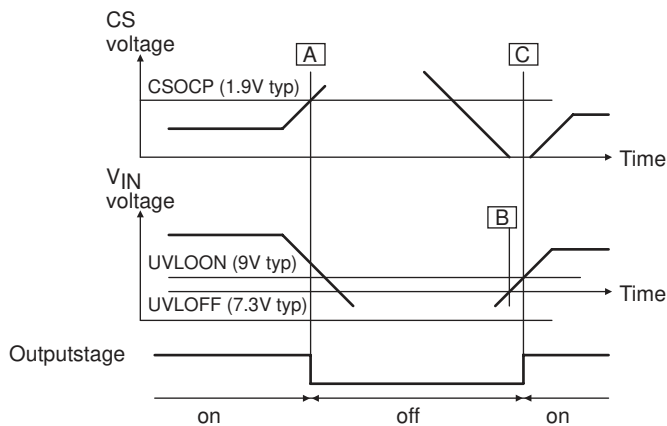 CS
voltage
A
C
CSOCP (1.9V typ)
Time
VIN
voltage
B
UVLOON (9V typ)
Time
UVLOFF (7.3V typ)
Outputstage
on
off
on